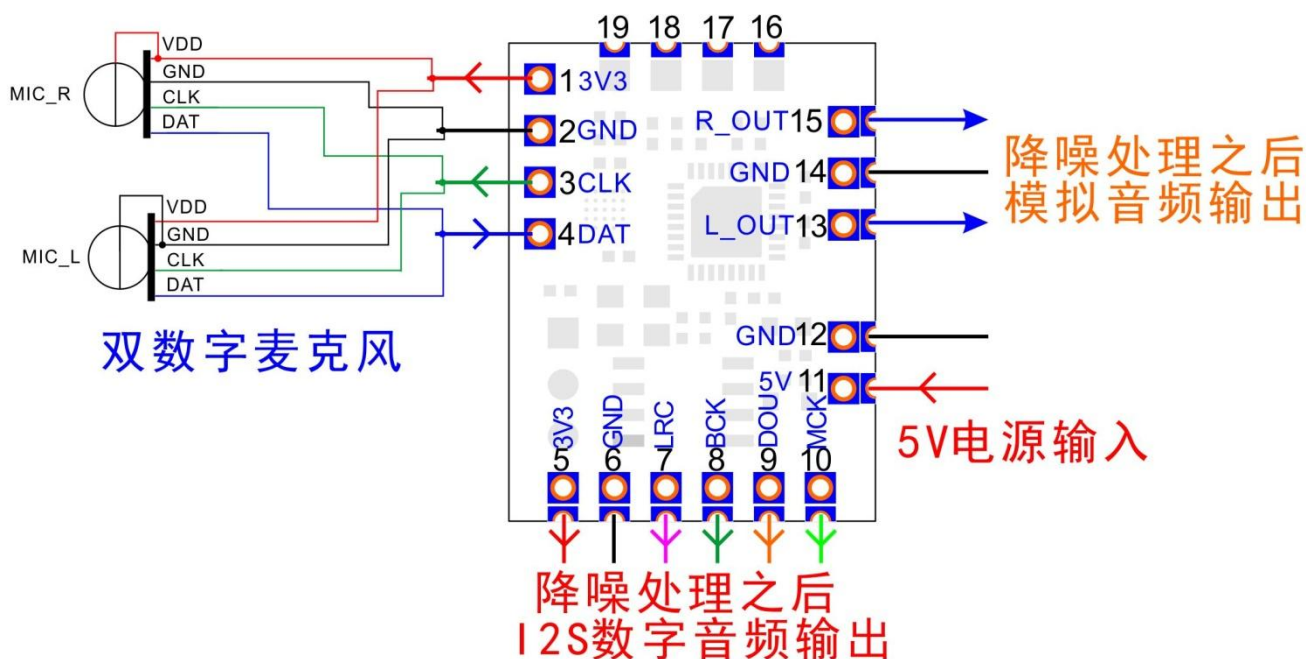 19 18 17 16
VDD
GND
CLK
DAT
MIC_R
1 3V3
2 GND
3 CLK
4 DAT
VDD
GND
CLK
DAT
MIC_L
双数字麦克风
R_OUT 15
GND 14
L_OUT 13
降噪处理之后
模拟音频输出
GND 12
5V 11
5V电源输入
3V3 GND LRC BCK DOU MCK
5 6 7 8 9 10
降噪处理之后
I2S数字音频输出